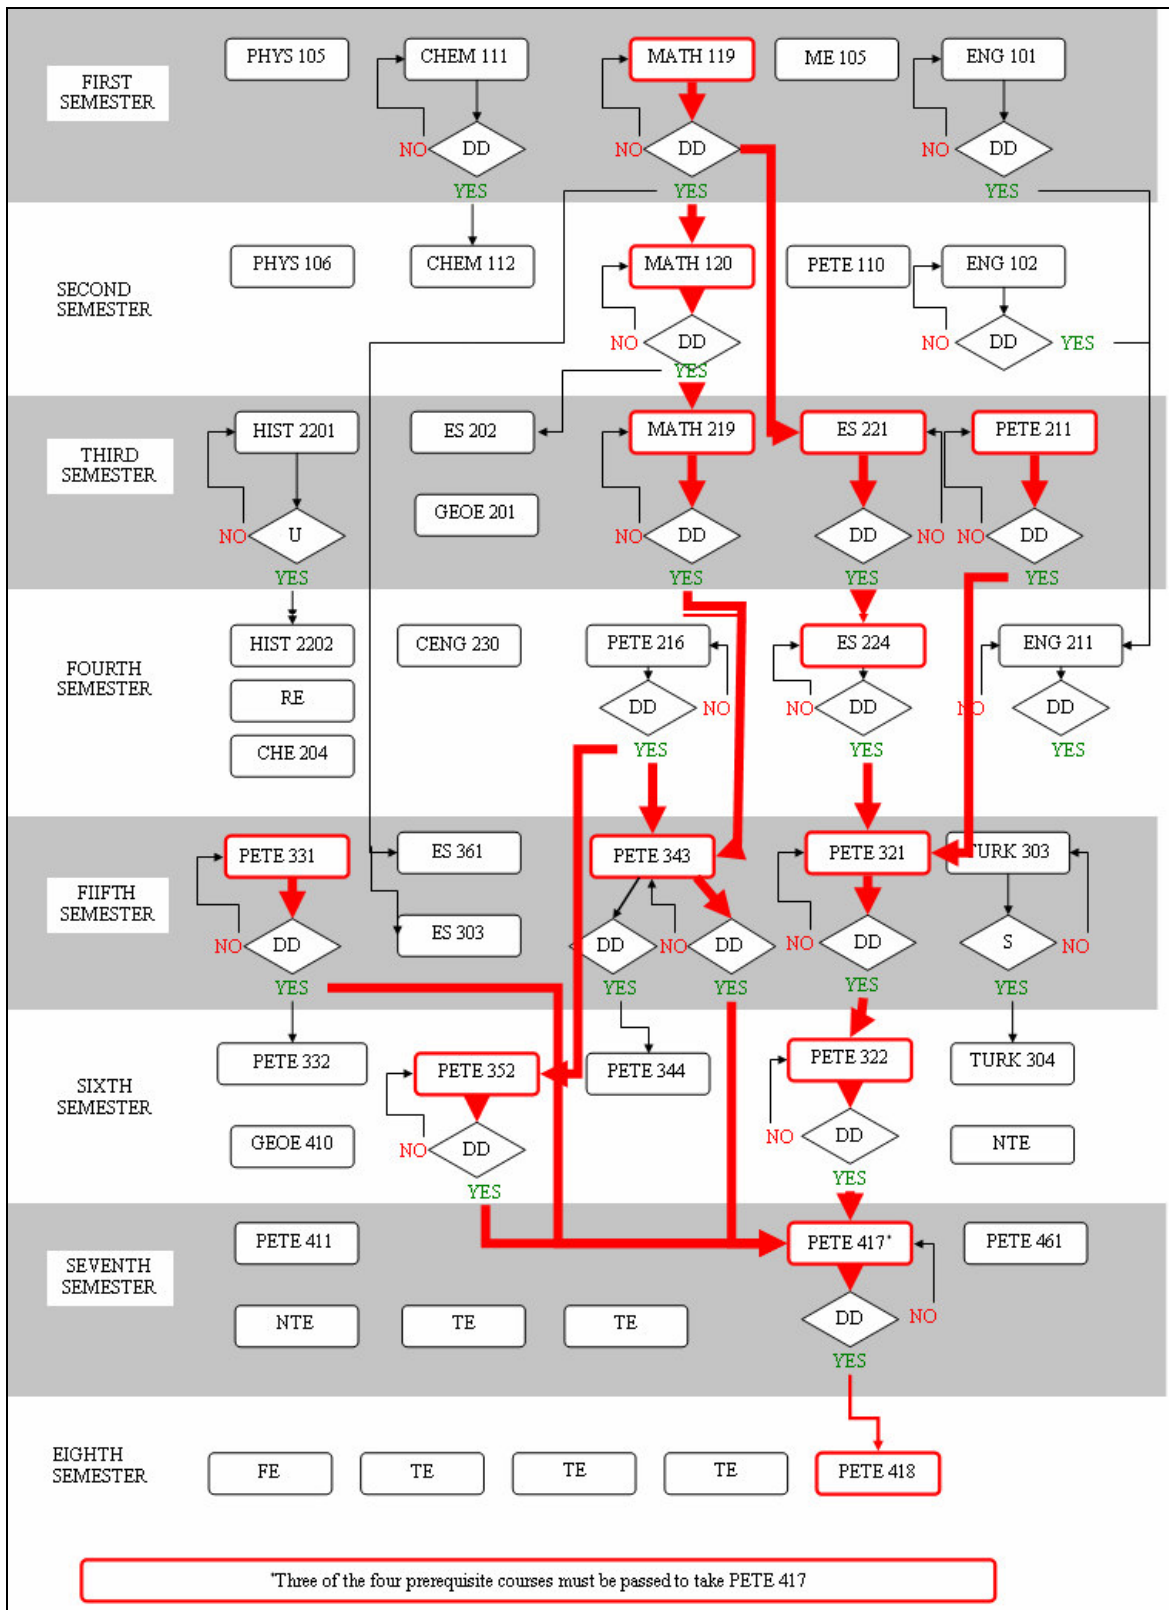 PHYS 105
CHEM 111
MATH 119
ME 105
ENG 101
FIRST
SEMESTER
NO
DD
NO
DD
NO
DD
YES
YES
YES
PHYS 106
CHEM 112
MATH 120
PETE 110
ENG 102
SECOND
SEMESTER
NO
DD
NO
DD
YES
YES
HIST 2201
ES 202
MATH 219
ES 221
PETE 211
THIRD
SEMESTER
GEOE 201
NO
U
NO
DD
DD
NO
NO
DD
YES
YES
YES
YES
HIST 2202
CENG 230
PETE 216
ES 224
ENG 211
FOURTH
SEMESTER
RE
DD
NO
NO
DD
NO
DD
CHE 204
YES
YES
YES
PETE 331
ES 361
PETE 343
PETE 321
TURK 303
FIIFTH
SEMESTER
NO
DD
ES 303
DD
NO
DD
NO
DD
S
NO
YES
YES
YES
YES
YES
PETE 332
PETE 352
PETE 344
PETE 322
TURK 304
SIXTH
SEMESTER
GEOE 410
NO
DD
NO
DD
NTE
YES
YES
PETE 411
PETE 417*
PETE 461
SEVENTH
SEMESTER
NTE
TE
TE
DD
NO
YES
EIGHTH
SEMESTER
FE
TE
TE
TE
PETE 418
*Three of the four prerequisite courses must be passed to take PETE 417